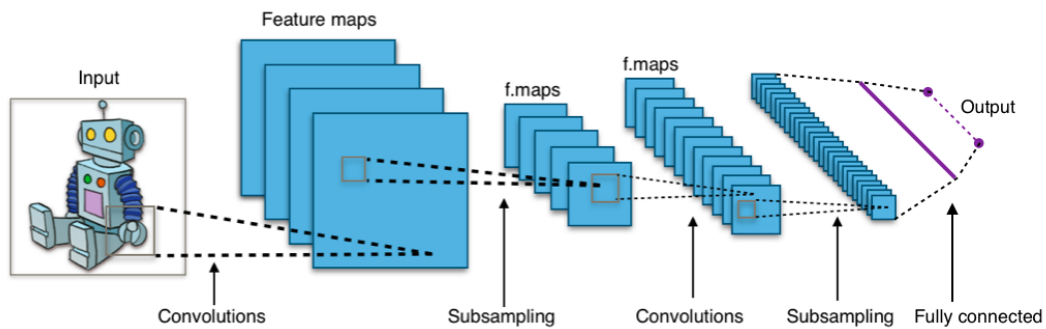 Feature maps
Input
f.maps
f.maps
Output
Convolutions
Subsampling
Convolutions
Subsampling
Fully connected